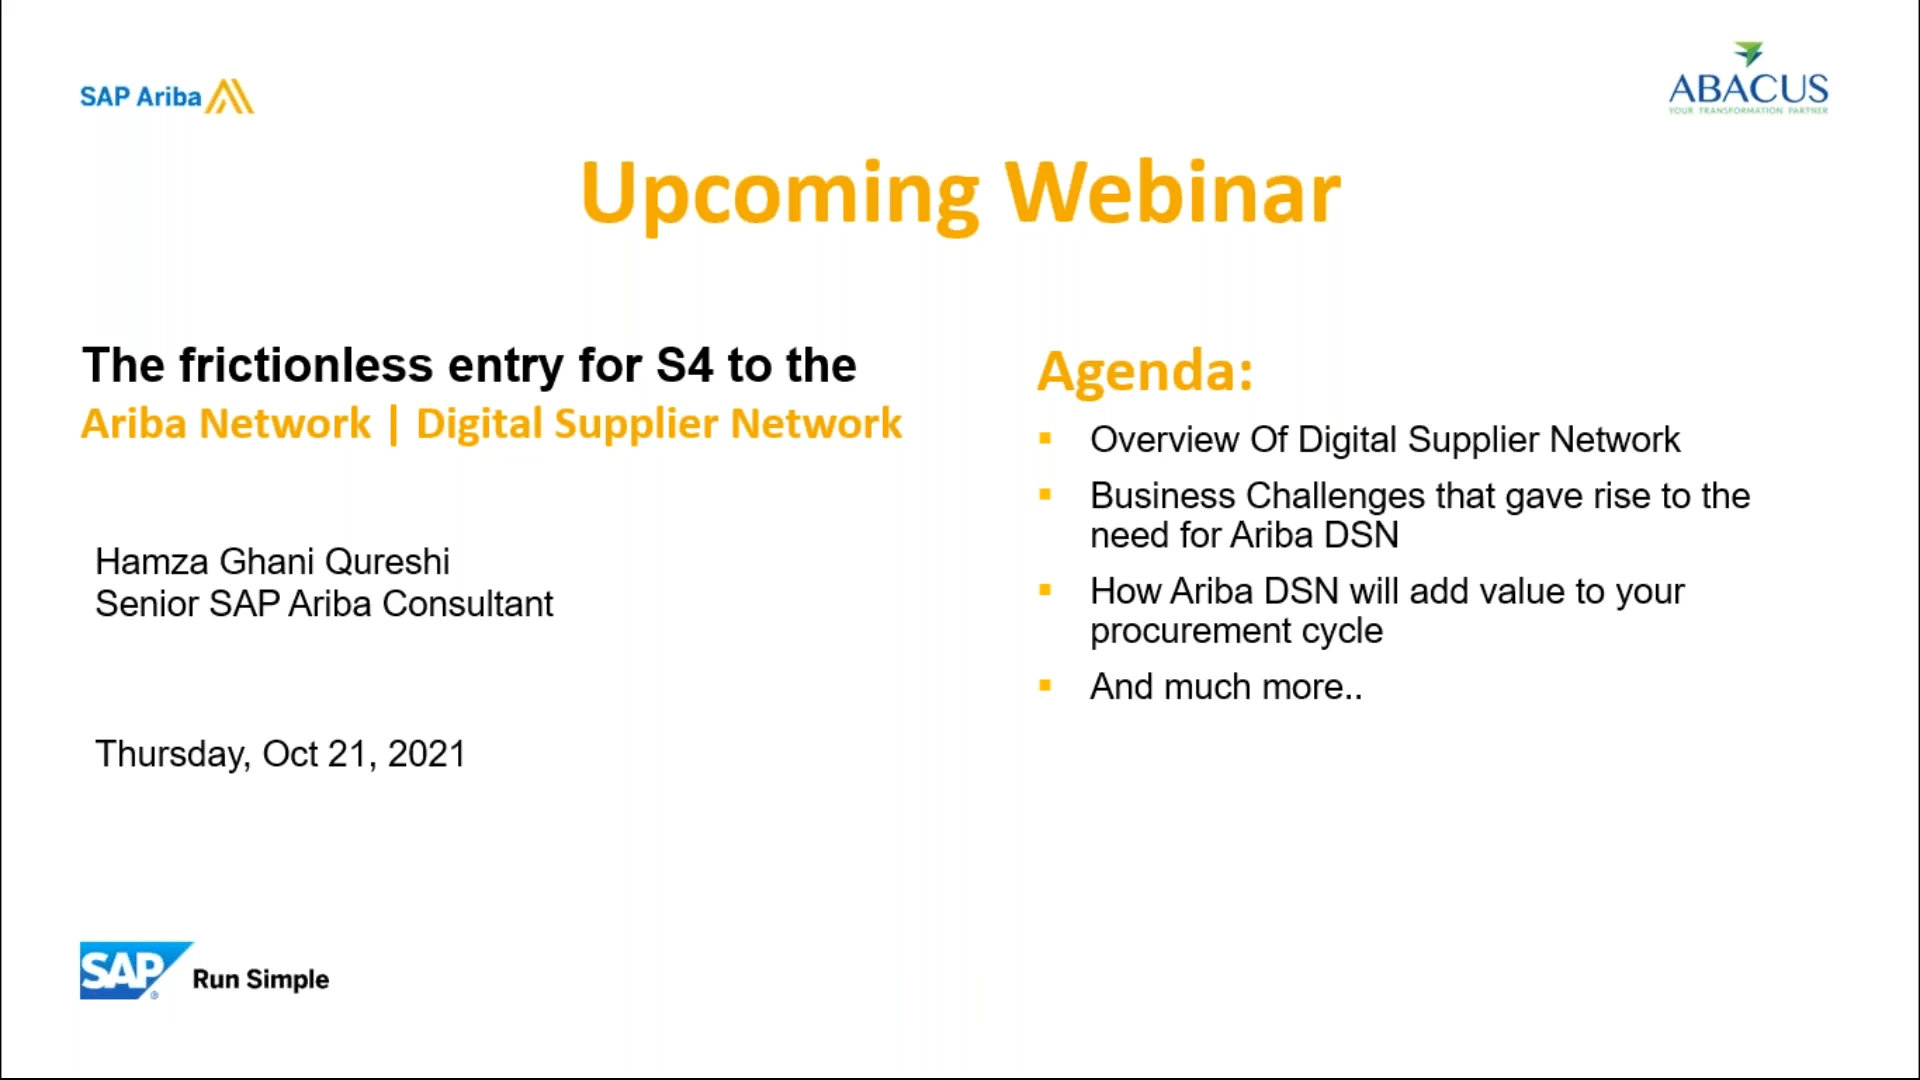 SAP Ariba
ABACUS
YOUR TRANSFORMATION PARTNER
Upcoming Webinar
The frictionless entry for S4 to the
Ariba Network | Digital Supplier Network
Hamza Ghani Qureshi
Senior SAP Ariba Consultant
Thursday, Oct 21, 2021
Agenda:
▪ Overview Of Digital Supplier Network
▪ Business Challenges that gave rise to the
need for Ariba DSN
▪ How Ariba DSN will add value to your
procurement cycle
▪ And much more..
SAP® Run Simple